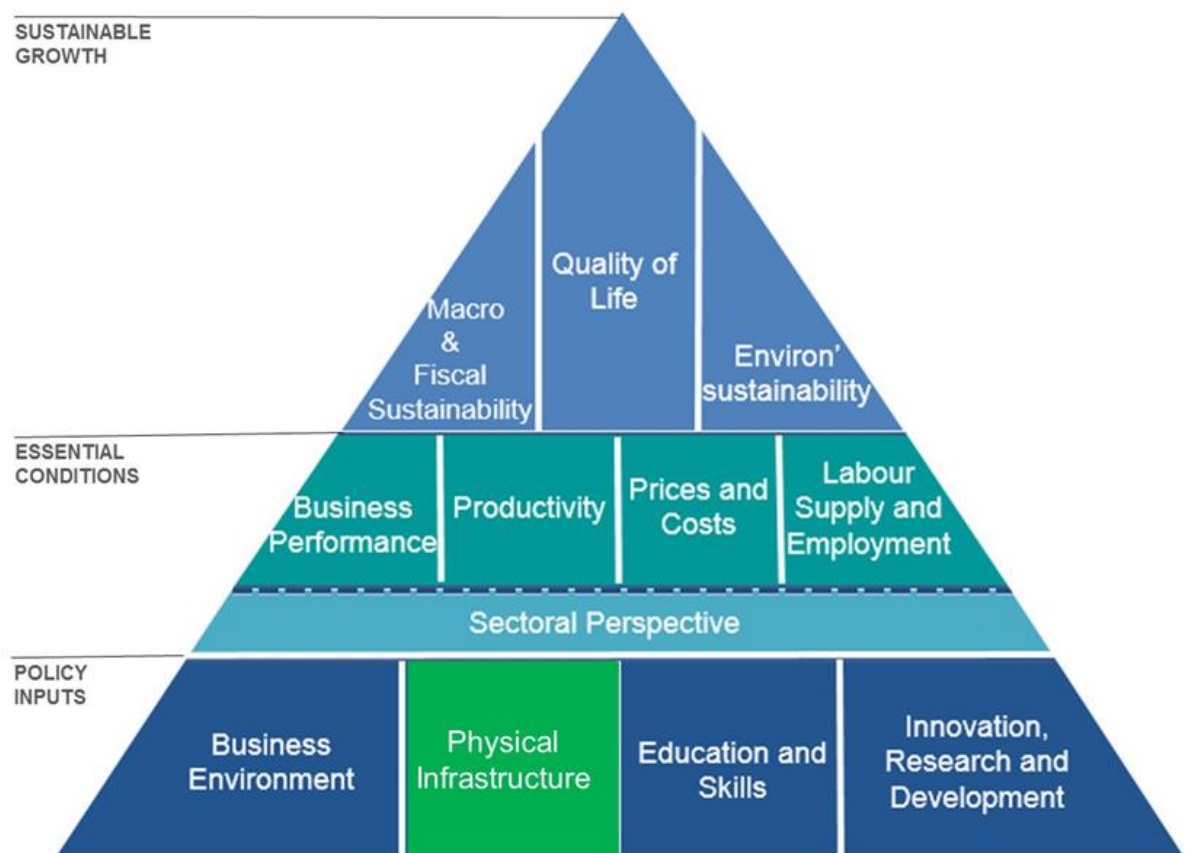 SUSTAINABLE
GROWTH
Quality of
Life
Macro
&
Fiscal
Sustainability
Environ’
sustainability
ESSENTIAL
CONDITIONS
Business
Performance
Productivity
Prices and
Costs
Labour
Supply and
Employment
Sectoral Perspective
POLICY
INPUTS
Business
Environment
Physical
Infrastructure
Education and
Skills
Innovation,
Research and
Development